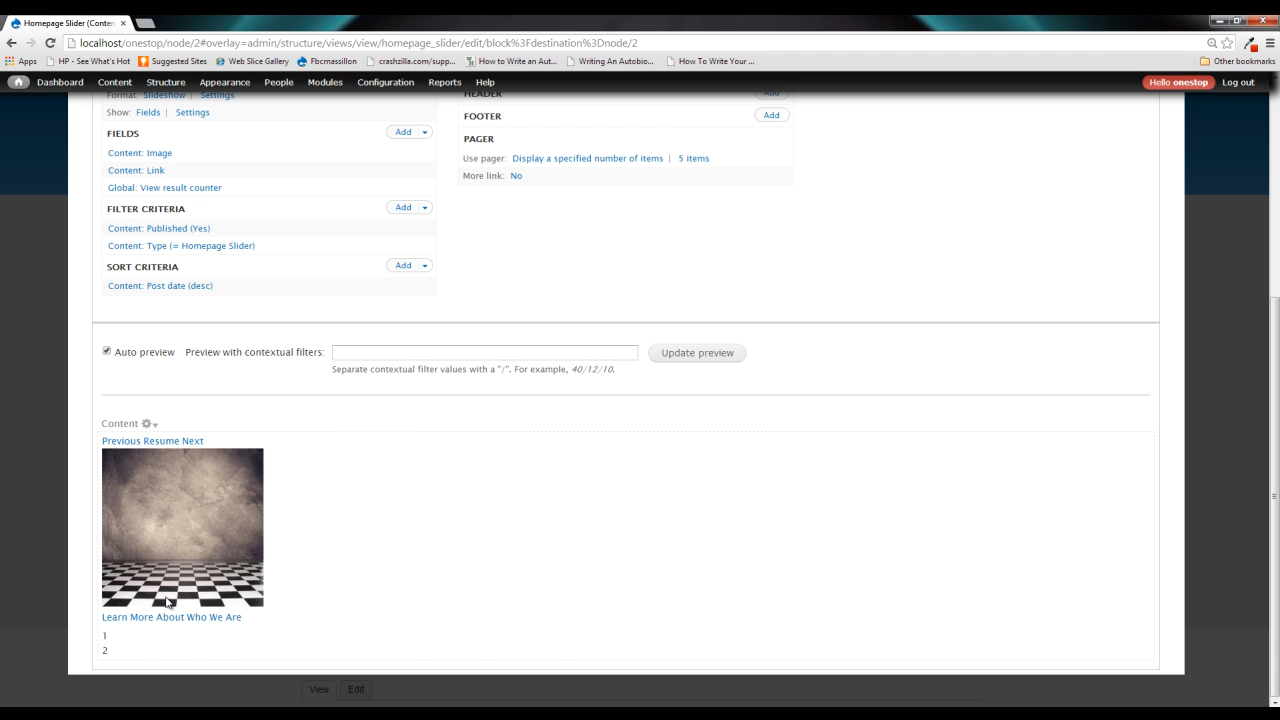 Homepage Slider (Conten
localhost/onestop/node/2#overlay=admin/structure/views/view/homepage_slider/edit/block%3Fdestination%3Dnode/2
Apps HP - See What's Hot Suggested Sites Web Slice Gallery Fbcmassillon crashzilla.com/supp... How to Write an Aut... Writing An Autobio... How To Write Your ... Other bookmarks
Dashboard Content Structure Appearance People Modules Configuration Reports Help Hello onestop Log out
Format: Slideshow | Settings
HEADER Add
Show: Fields | Settings
FOOTER Add
FIELDS Add
PAGER
Content: Image
Use pager: Display a specified number of items | 5 items
Content: Link
More link: No
Global: View result counter
FILTER CRITERIA Add
Content: Published (Yes)
Content: Type (= Homepage Slider)
SORT CRITERIA Add
Content: Post date (desc)
Auto preview Preview with contextual filters: Update preview
Separate contextual filter values with a "/". For example, 40/12/10.
Content
Previous Resume Next
Learn More About Who We Are
1
2
View Edit